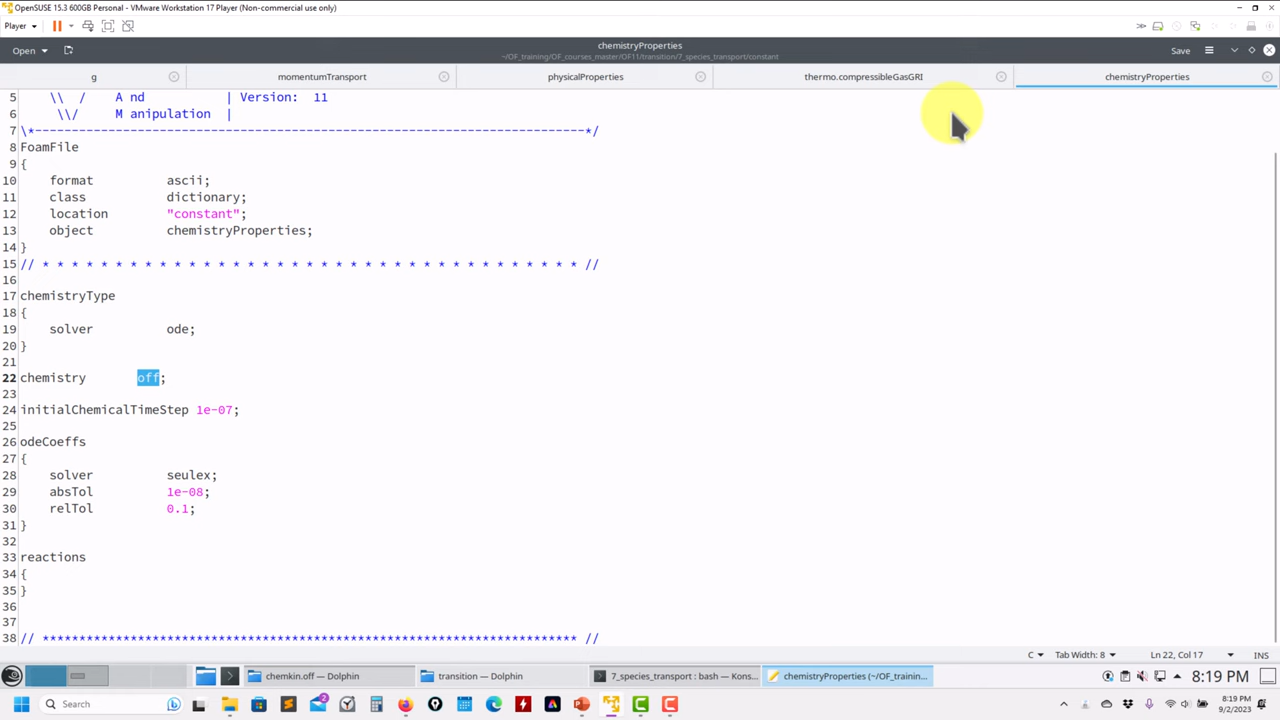 OpenSUSE 15.3 600GB Personal - VMware Workstation 17 Player (Non-commercial use only)
Player
Open
chemistryProperties
~/OF_training/OF_courses_master/OF11/transition/7_species_transport/constant
Save
g
momentumTransport
physicalProperties
thermo.compressibleGasGRI
chemistryProperties
5 \\ / A nd | Version: 11
6 \\/ M anipulation |
7 \*---------------------------------------------------------------------------*/
8 FoamFile
9 {
10 format ascii;
11 class dictionary;
12 location "constant";
13 object chemistryProperties;
14 }
15 // * * * * * * * * * * * * * * * * * * * * * * * * * * * * * * * * * * * * * //
16
17 chemistryType
18 {
19 solver ode;
20 }
21
22 chemistry off;
23
24 initialChemicalTimeStep 1e-07;
25
26 odeCoeffs
27 {
28 solver seulex;
29 absTol 1e-08;
30 relTol 0.1;
31 }
32
33 reactions
34 {
35 }
36
37
38 // ************************************************************************* //
C
Tab Width: 8
Ln 22, Col 17
INS
chemkin.off — Dolphin
transition — Dolphin
7_species_transport : bash — Kons...
chemistryProperties (~/OF_trainin...
8:19 PM
Search
2
8:19 PM
9/2/2023